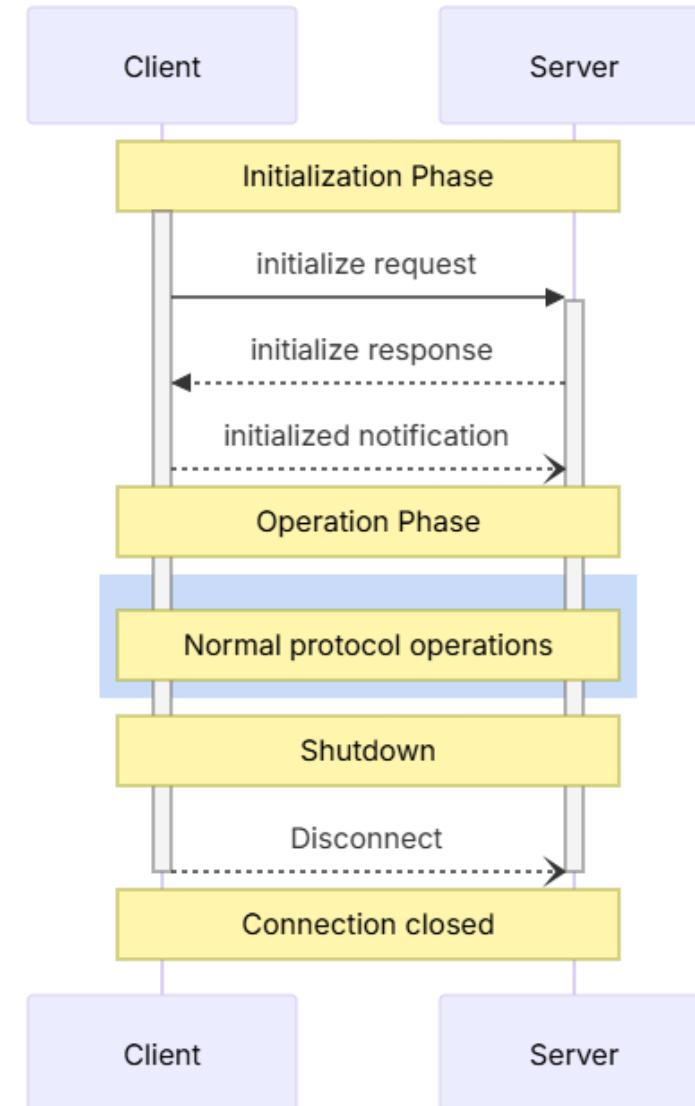 Client
Server
Initialization Phase
initialize request
initialize response
initialized notification
Operation Phase
Normal protocol operations
Shutdown
Disconnect
Connection closed
Client
Server